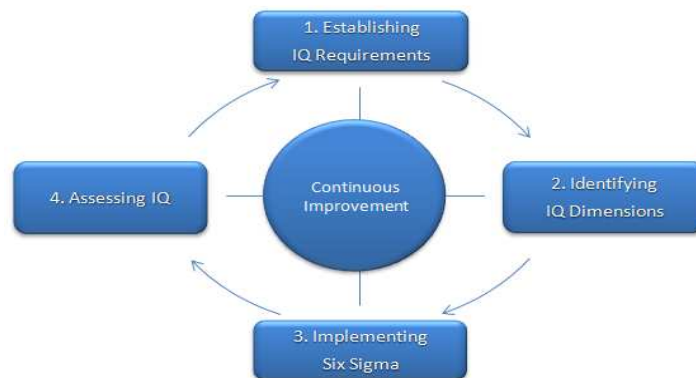 1. Establishing
IQ Requirements
4. Assessing IQ
Continuous
Improvement
2. Identifying
IQ Dimensions
3. Implementing
Six Sigma